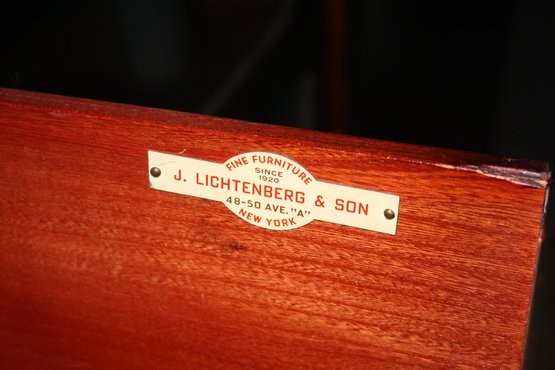 FINE FURNITURE
SINCE
1920
J. LICHTENBERG & SON
48-50 AVE. "A"
NEW YORK